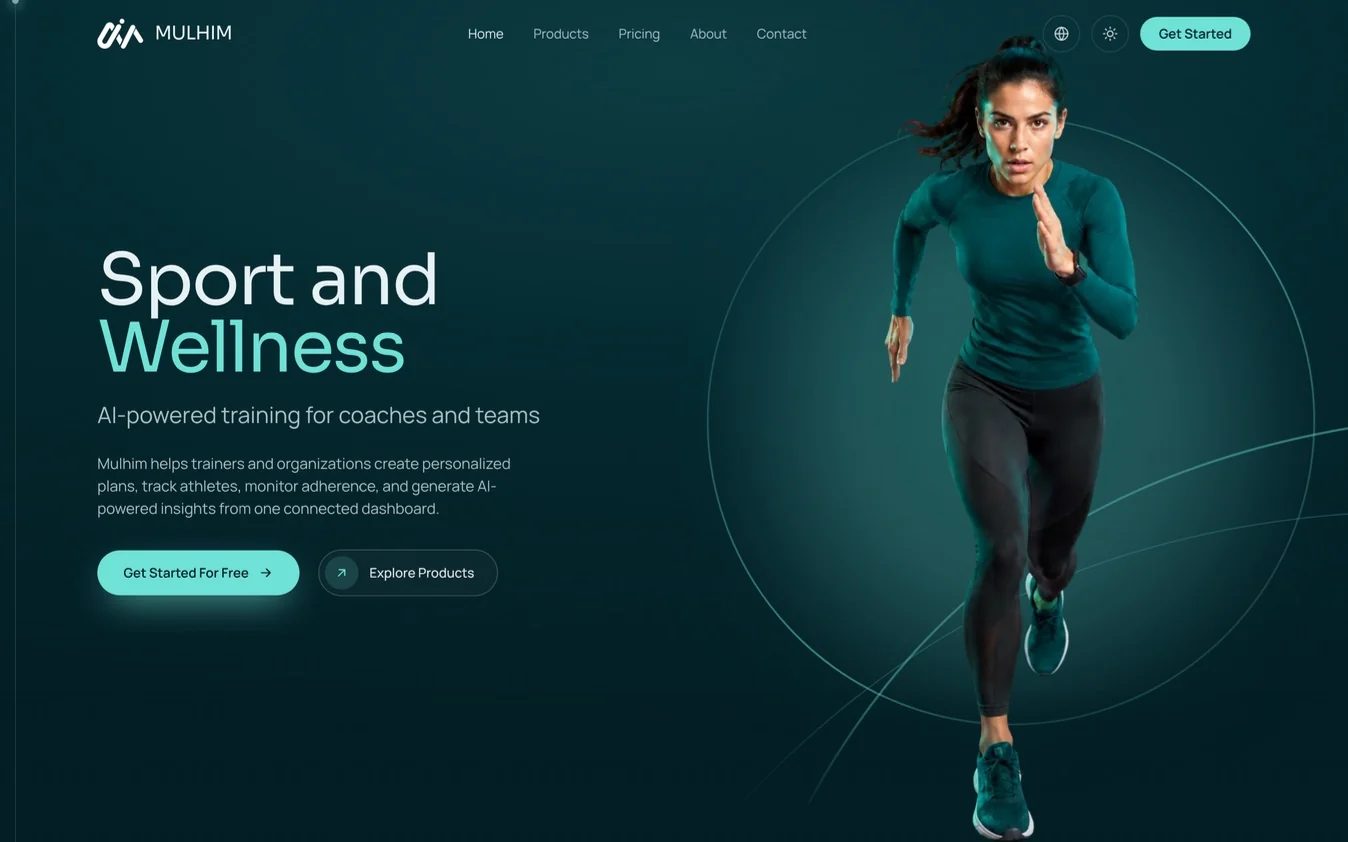 MULHIM
Home
Products
Pricing
About
Contact
Get Started
Sport and
Wellness
AI-powered training for coaches and teams
Mulhim helps trainers and organizations create personalized
plans, track athletes, monitor adherence, and generate AI-
powered insights from one connected dashboard.
Get Started For Free
Explore Products